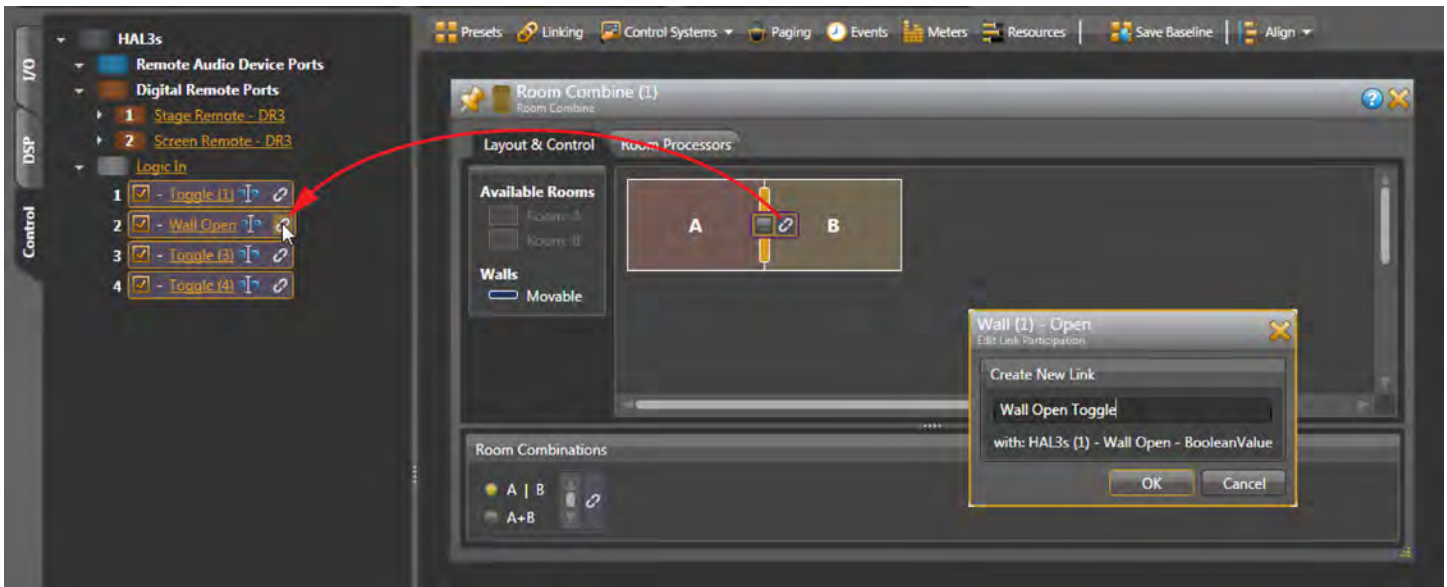 HAL3s
Remote Audio Device Ports
Digital Remote Ports
1 Stage Remote - DR3
2 Screen Remote - DR3
Logic In
1 - Toggle (1)
2 - Wall Open
3 - Toggle (3)
4 - Toggle (4)
I/O
DSP
Control
Presets Linking Control Systems Paging Events Meters Resources Save Baseline Align
Room Combine (1)
Room Combine
Layout & Control Room Processors
Available Rooms
Room: A
Room: B
Walls
Movable
A B
Wall (1) - Open
Edit Link Participation
Create New Link
Wall Open Toggle
with: HAL3s (1) - Wall Open - BooleanValue
OK Cancel
Room Combinations
A | B
A+B